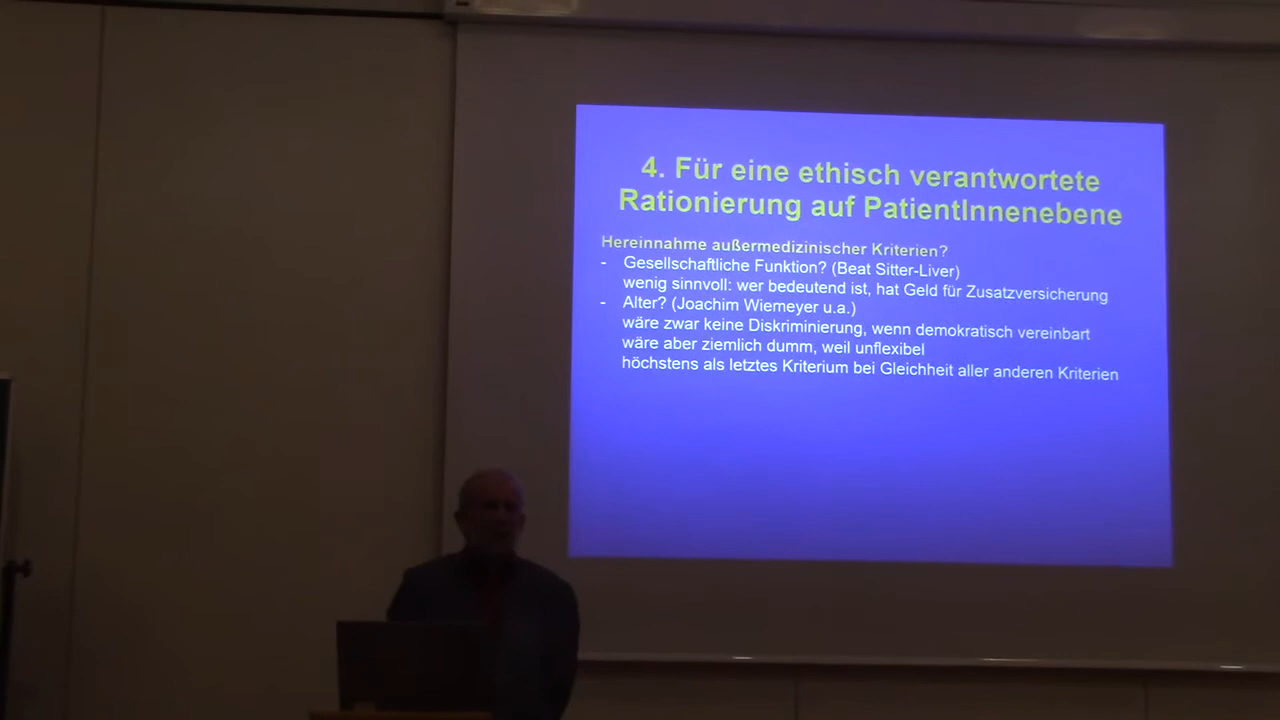 4. Für eine ethisch verantwortete
Rationierung auf PatientInnenebene
Hereinnahme außermedizinischer Kriterien?
- Gesellschaftliche Funktion? (Beat Sitter-Liver)
wenig sinnvoll: wer bedeutend ist, hat Geld für Zusatzversicherung
- Alter? (Joachim Wiemeyer u.a.)
wäre zwar keine Diskriminierung, wenn demokratisch vereinbart
wäre aber ziemlich dumm, weil unflexibel
höchstens als letztes Kriterium bei Gleichheit aller anderen Kriterien